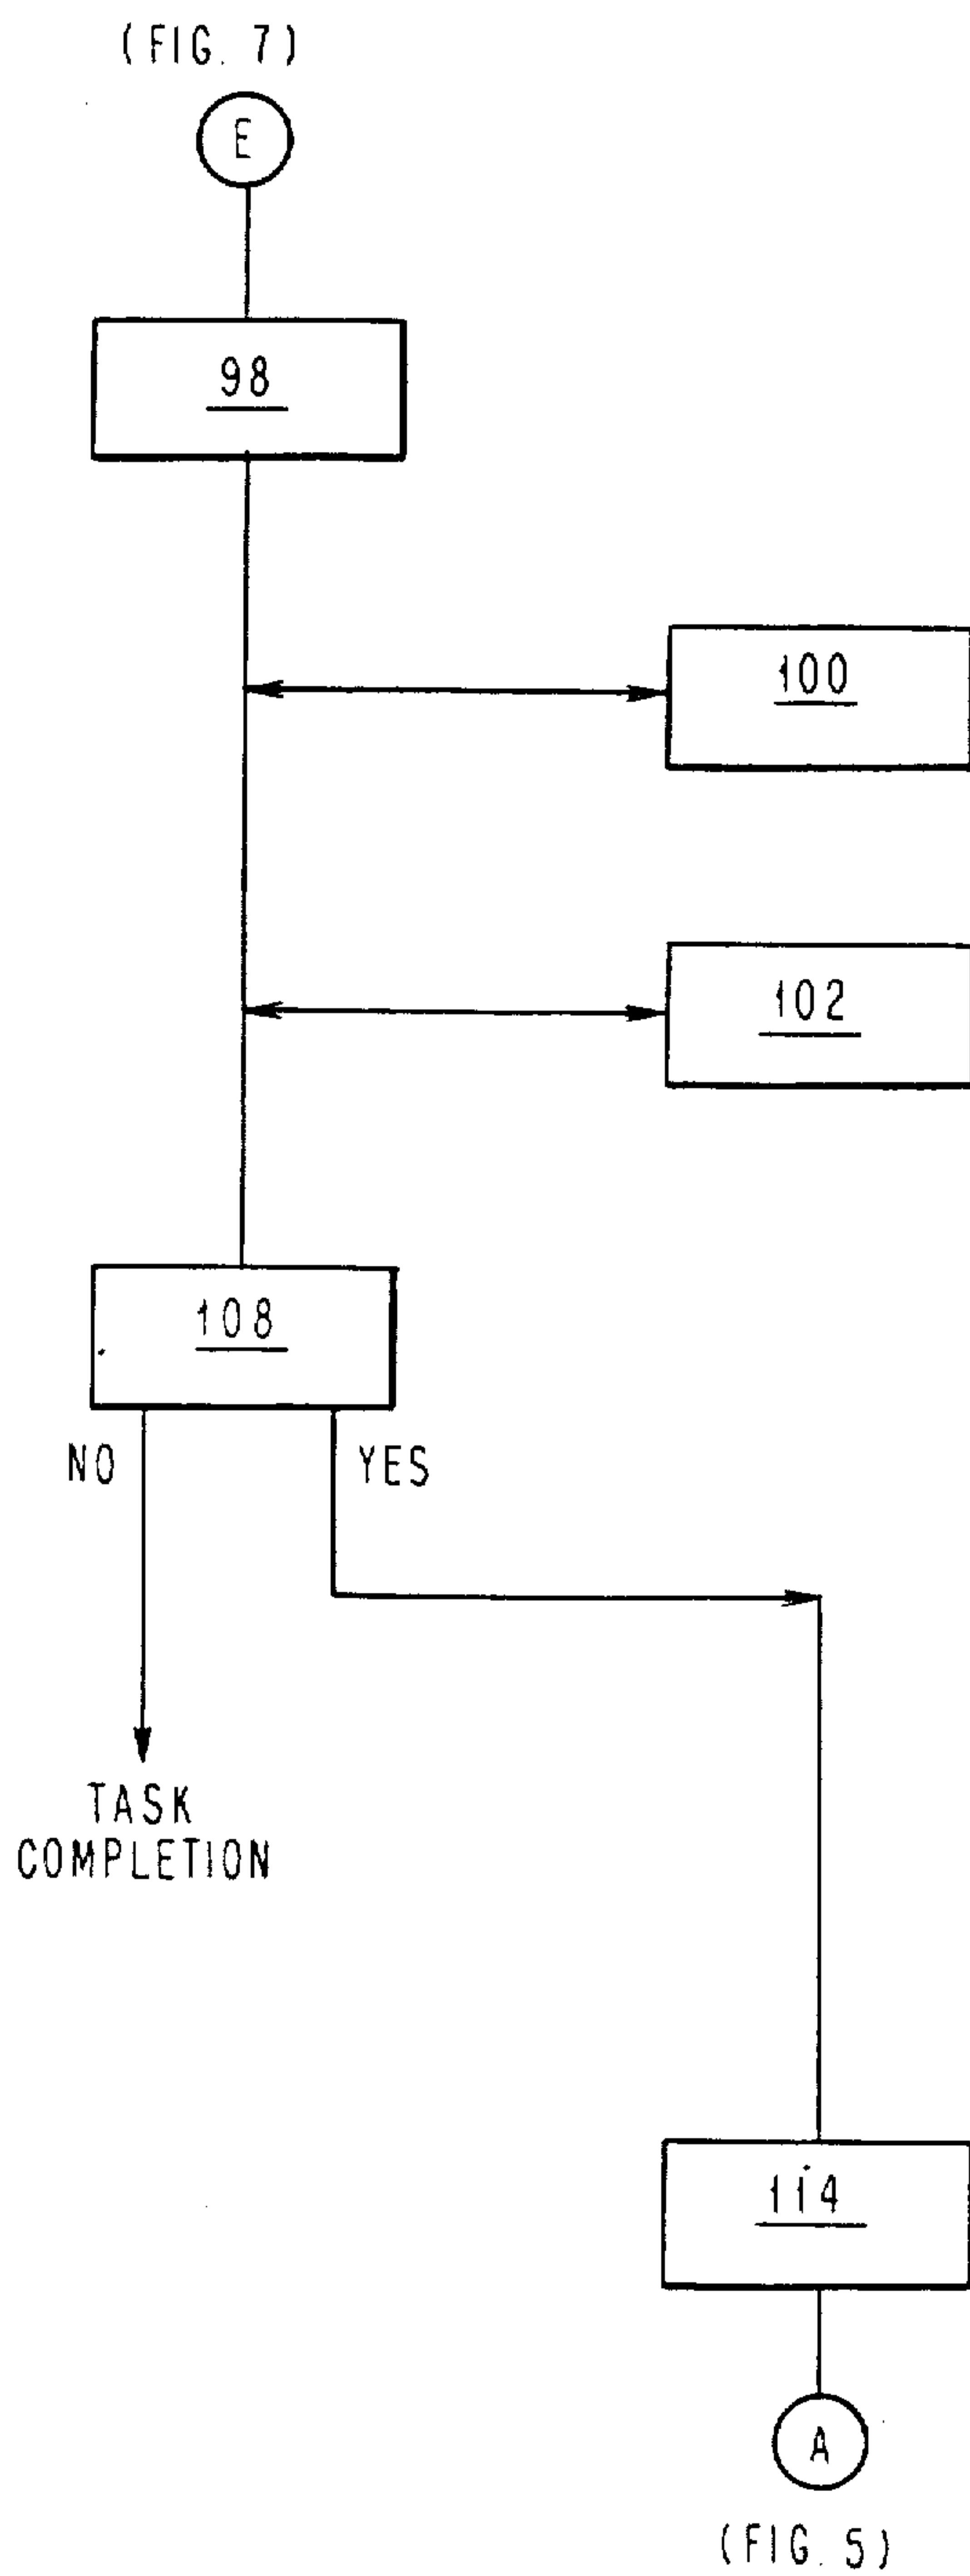 (FIG. 7)
E
98
100
102
108
NO
YES
TASK
COMPLETION
114
A
(FIG. 5)